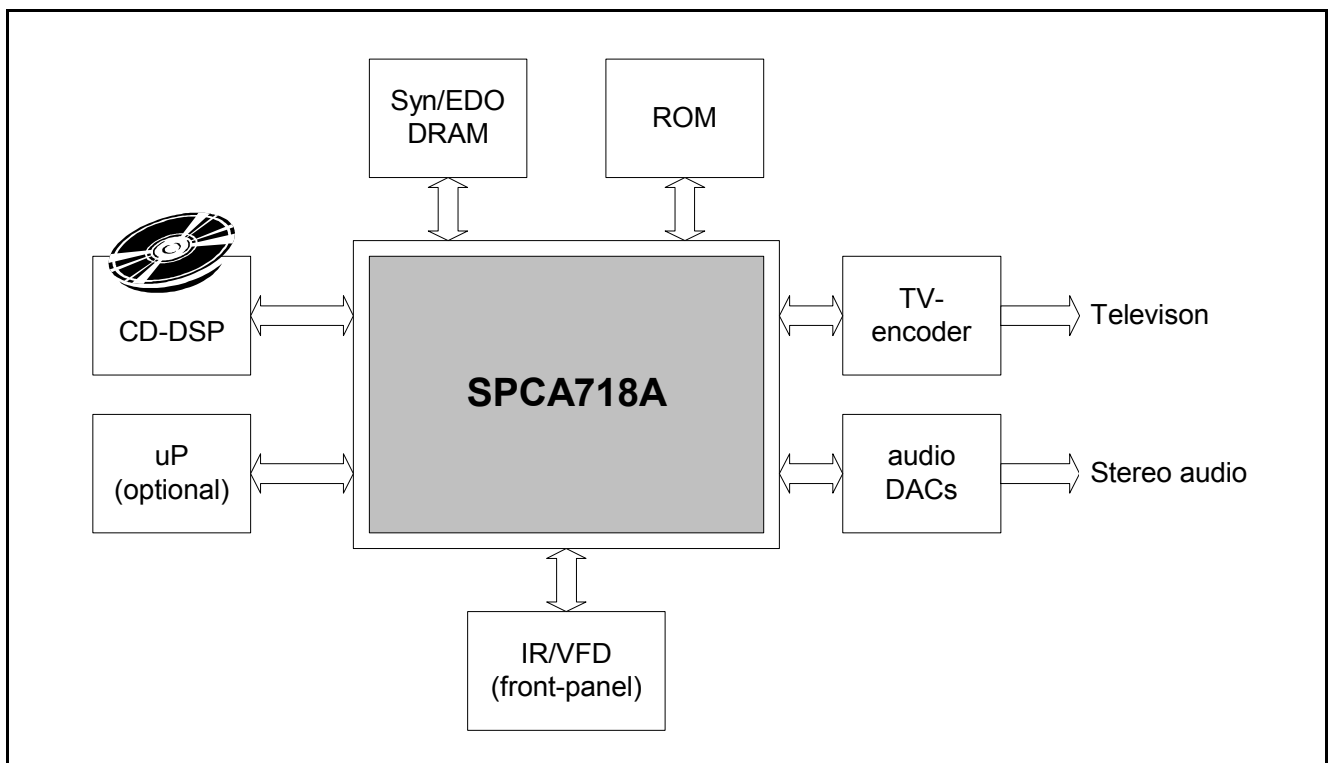 Syn/EDO
DRAM
ROM
CD-DSP
TV-
encoder
Televison
SPCA718A
uP
(optional)
audio
DACs
Stereo audio
IR/VFD
(front-panel)